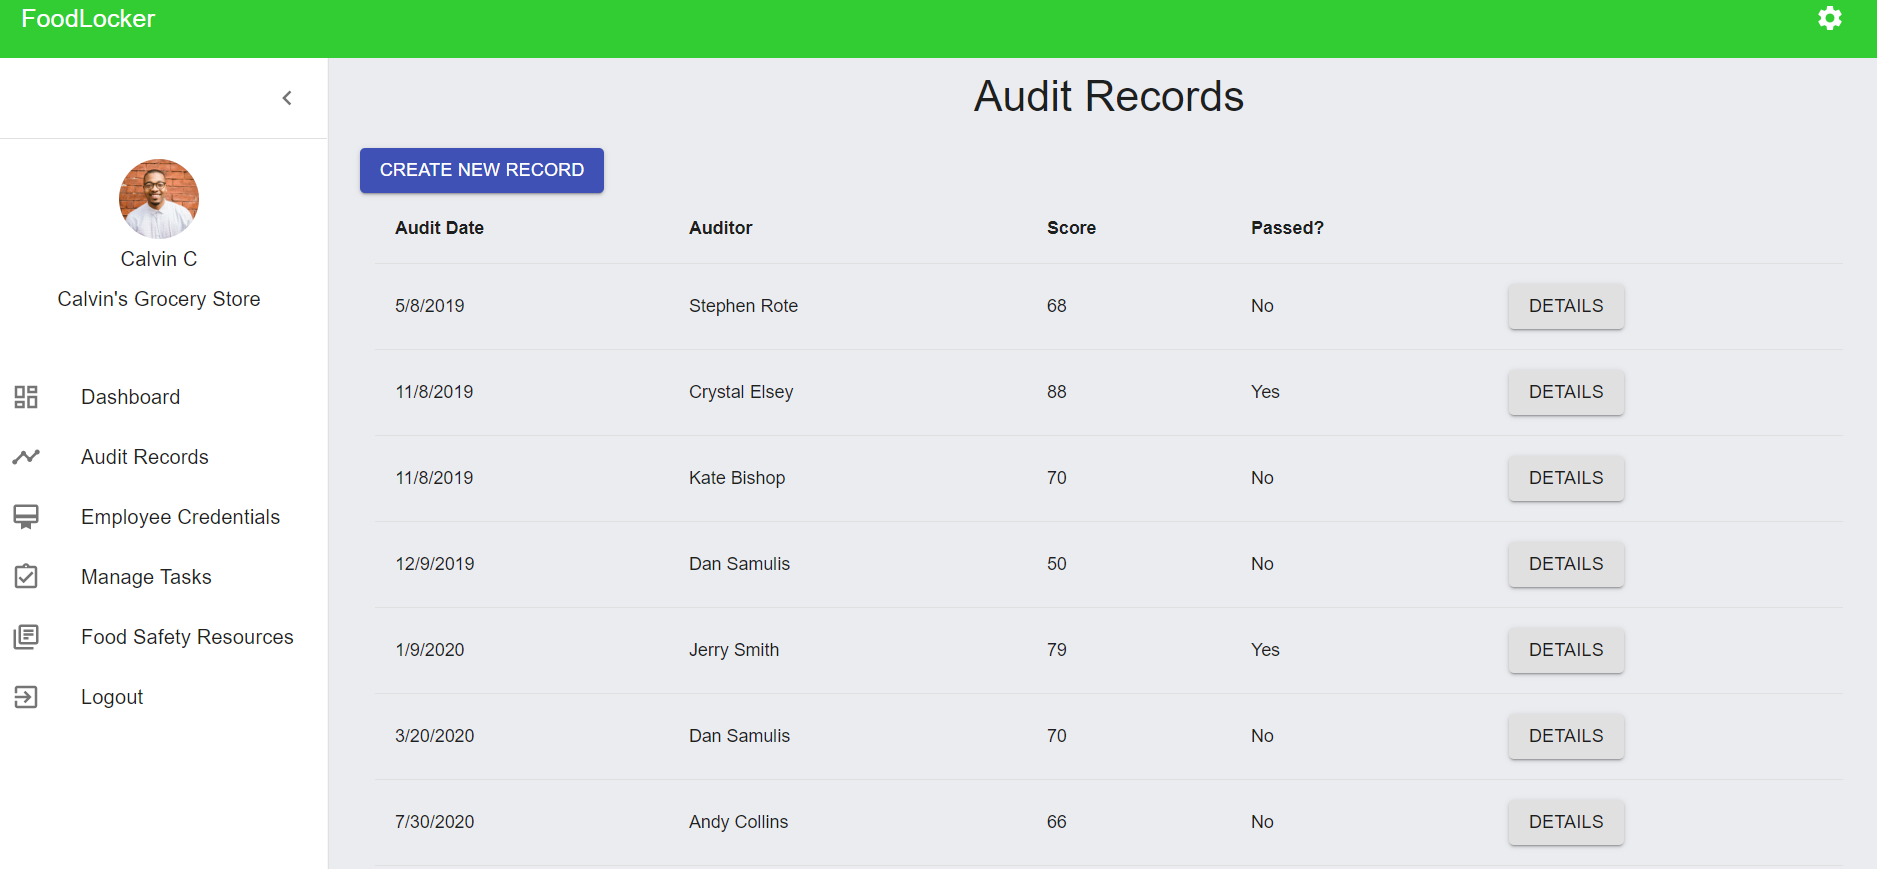 FoodLocker
Calvin C
Calvin's Grocery Store
Dashboard
Audit Records
Employee Credentials
Manage Tasks
Food Safety Resources
Logout
Audit Records
CREATE NEW RECORD
Audit Date Auditor Score Passed?
5/8/2019 Stephen Rote 68 No DETAILS
11/8/2019 Crystal Elsey 88 Yes DETAILS
11/8/2019 Kate Bishop 70 No DETAILS
12/9/2019 Dan Samulis 50 No DETAILS
1/9/2020 Jerry Smith 79 Yes DETAILS
3/20/2020 Dan Samulis 70 No DETAILS
7/30/2020 Andy Collins 66 No DETAILS